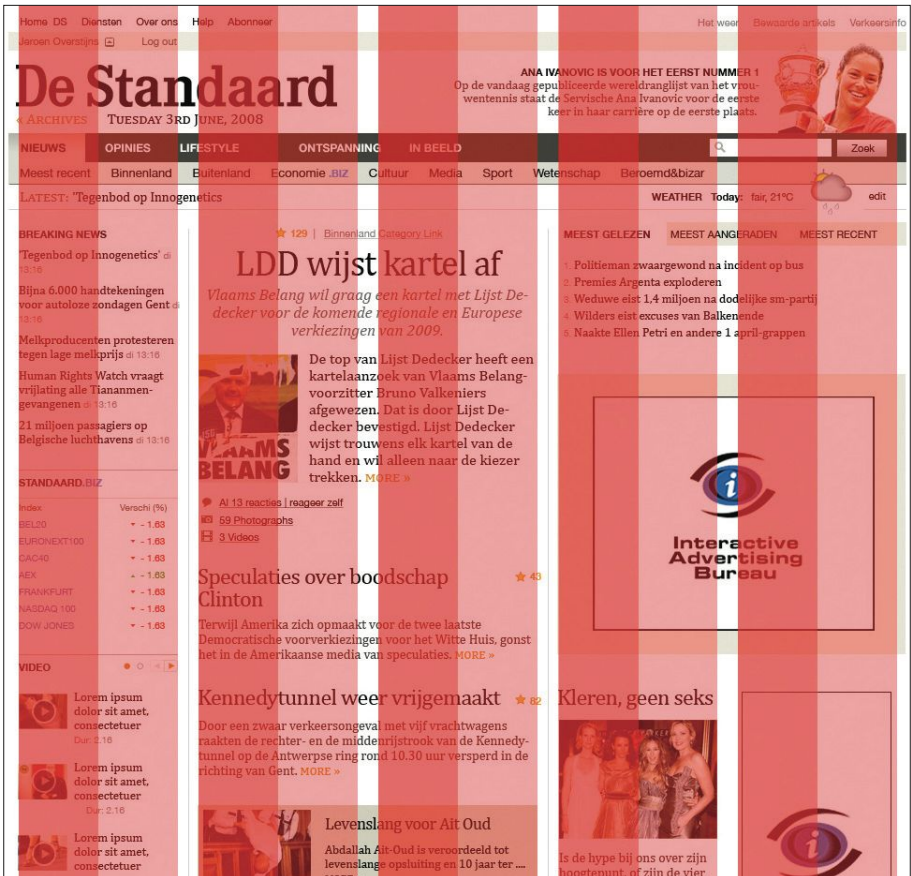 Home DS Diensten Over ons Help Abonneer
Het weer Bewaarde artikels Verkeersinfo
Jeroen Overstijns Log out
De Standaard
« ARCHIVES TUESDAY 3RD JUNE, 2008
ANA IVANOVIC IS VOOR HET EERST NUMMER 1
Op de vandaag gepubliceerde wereldranglijst van het vrou-
wentennis staat de Servische Ana Ivanovic voor de eerste
keer in haar carrière op de eerste plaats.
NIEUWS OPINIES LIFESTYLE ONTSPANNING IN BEELD
Zoek
Meest recent Binnenland Buitenland Economie .BIZ Cultuur Media Sport Wetenschap Beroemd&bizar
LATEST: 'Tegenbod op Innogenetics
WEATHER Today: fair, 21°C edit
BREAKING NEWS
'Tegenbod op Innogenetics' di
13:16
Bijna 6.000 handtekeningen
voor autoloze zondagen Gent di
13:16
Melkproducenten protesteren
tegen lage melkprijs di 13:16
Human Rights Watch vraagt
vrijlating alle Tiananmen-
gevangenen di 13:16
21 miljoen passagiers op
Belgische luchthavens di 13:16
STANDAARD.BIZ
Index Verschi (%)
BEL20 - 1.63
EURONEXT100 - 1.63
CAC40 - 1.63
AEX - 1.63
FRANKFURT - 1.63
NASDAQ 100 - 1.63
DOW JONES - 1.63
VIDEO
Lorem ipsum
dolor sit amet,
consectetuer
Dur: 2.16
Lorem ipsum
dolor sit amet,
consectetuer
Dur: 2.16
Lorem ipsum
dolor sit amet,
consectetuer
129 | Binnenland Category Link
LDD wijst kartel af
Vlaams Belang wil graag een kartel met Lijst De-
decker voor de komende regionale en Europese
verkiezingen van 2009.
VLAAMS
BELANG
De top van Lijst Dedecker heeft een
kartelaanzoek van Vlaams Belang-
voorzitter Bruno Valkeniers
afgewezen. Dat is door Lijst De-
decker bevestigd. Lijst Dedecker
wijst trouwens elk kartel van de
hand en wil alleen naar de kiezer
trekken. MORE »
Al 13 reacties | reageer zelf
59 Photographs
3 Videos
Speculaties over boodschap
Clinton
43
Terwijl Amerika zich opmaakt voor de twee laatste
Democratische voorverkiezingen voor het Witte Huis, gonst
het in de Amerikaanse media van speculaties. MORE »
Kennedytunnel weer vrijgemaakt 62
Door een zwaar verkeersongeval met vijf vrachtwagens
raakten de rechter- en de middenrijstrook van de Kennedy-
tunnel op de Antwerpse ring rond 10.30 uur versperd in de
richting van Gent. MORE »
Levenslang voor Ait Oud
Abdallah Ait-Oud is veroordeeld tot
levenslange opsluiting en 10 jaar ter ....
MEEST GELEZEN MEEST AANGERADEN MEEST RECENT
1. Politieman zwaargewond na incident op bus
2. Premies Argenta exploderen
3. Weduwe eist 1,4 miljoen na dodelijke sm-partij
4. Wilders eist excuses van Balkenende
5. Naakte Ellen Petri en andere 1 april-grappen
i
Interactive
Advertising
Bureau
Kleren, geen seks
Is de hype bij ons over zijn
hoogtepunt, of zijn de vier
i